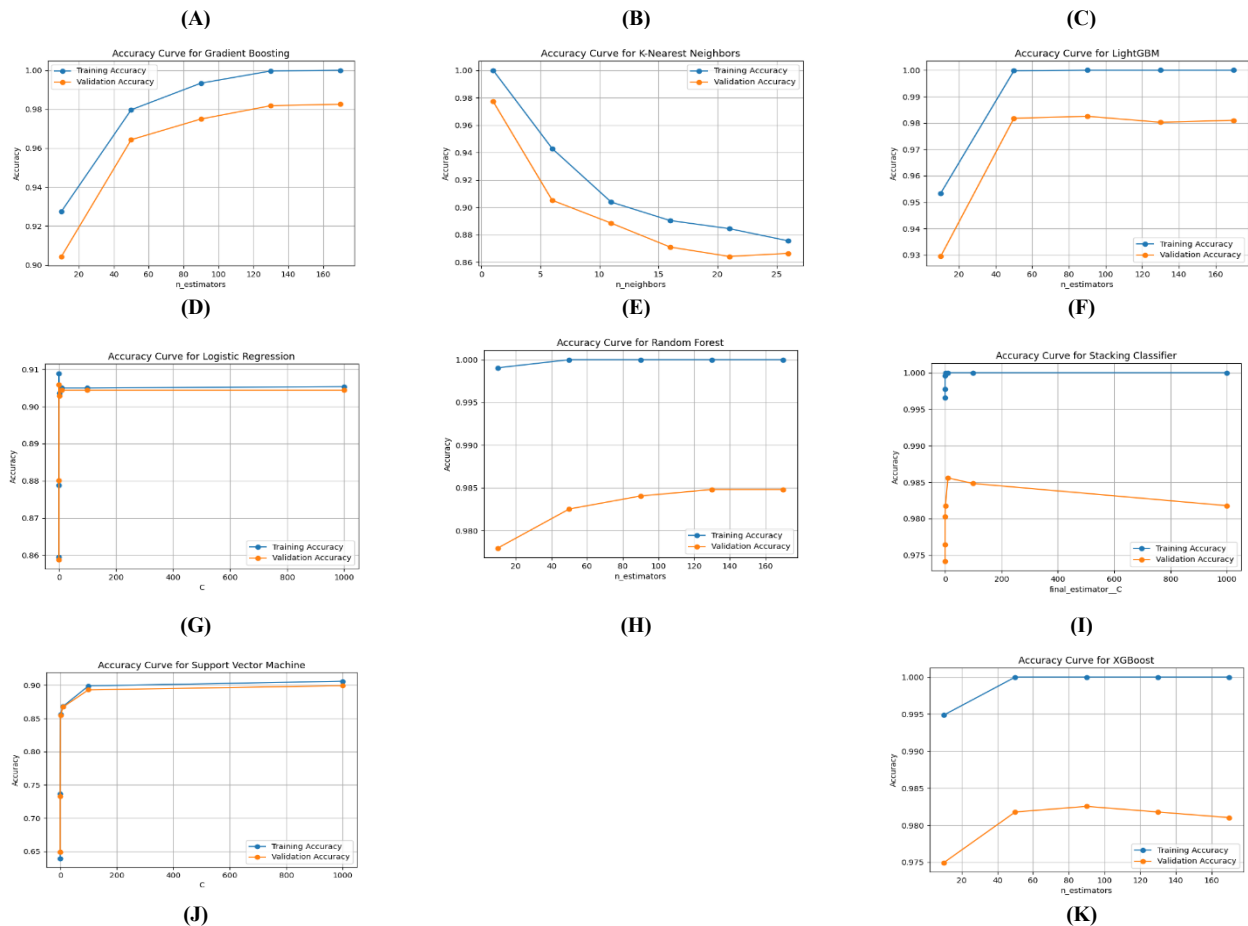 (A)
(B)
(C)
Accuracy Curve for Gradient Boosting
1.00
0.98
0.96
0.94
0.92
0.90
Accuracy
Training Accuracy
Validation Accuracy
20 40 60 80 100 120 140 160
n_estimators
Accuracy Curve for K-Nearest Neighbors
1.00
0.98
0.96
0.94
0.92
0.90
0.88
0.86
Accuracy
Training Accuracy
Validation Accuracy
0 5 10 15 20 25
n_neighbors
Accuracy Curve for LightGBM
1.00
0.99
0.98
0.97
0.96
0.95
0.94
0.93
Accuracy
Training Accuracy
Validation Accuracy
20 40 60 80 100 120 140 160
n_estimators
(D)
(E)
(F)
Accuracy Curve for Logistic Regression
0.91
0.90
0.89
0.88
0.87
0.86
Accuracy
Training Accuracy
Validation Accuracy
0 200 400 600 800 1000
C
Accuracy Curve for Random Forest
1.000
0.995
0.990
0.985
0.980
Accuracy
Training Accuracy
Validation Accuracy
20 40 60 80 100 120 140 160
n_estimators
Accuracy Curve for Stacking Classifier
1.000
0.995
0.990
0.985
0.980
0.975
Accuracy
Training Accuracy
Validation Accuracy
0 200 400 600 800 1000
final_estimator__C
(G)
(H)
(I)
Accuracy Curve for Support Vector Machine
0.90
0.85
0.80
0.75
0.70
0.65
Accuracy
Training Accuracy
Validation Accuracy
0 200 400 600 800 1000
C
Accuracy Curve for XGBoost
1.000
0.995
0.990
0.985
0.980
0.975
Accuracy
Training Accuracy
Validation Accuracy
20 40 60 80 100 120 140 160
n_estimators
(J)
(K)